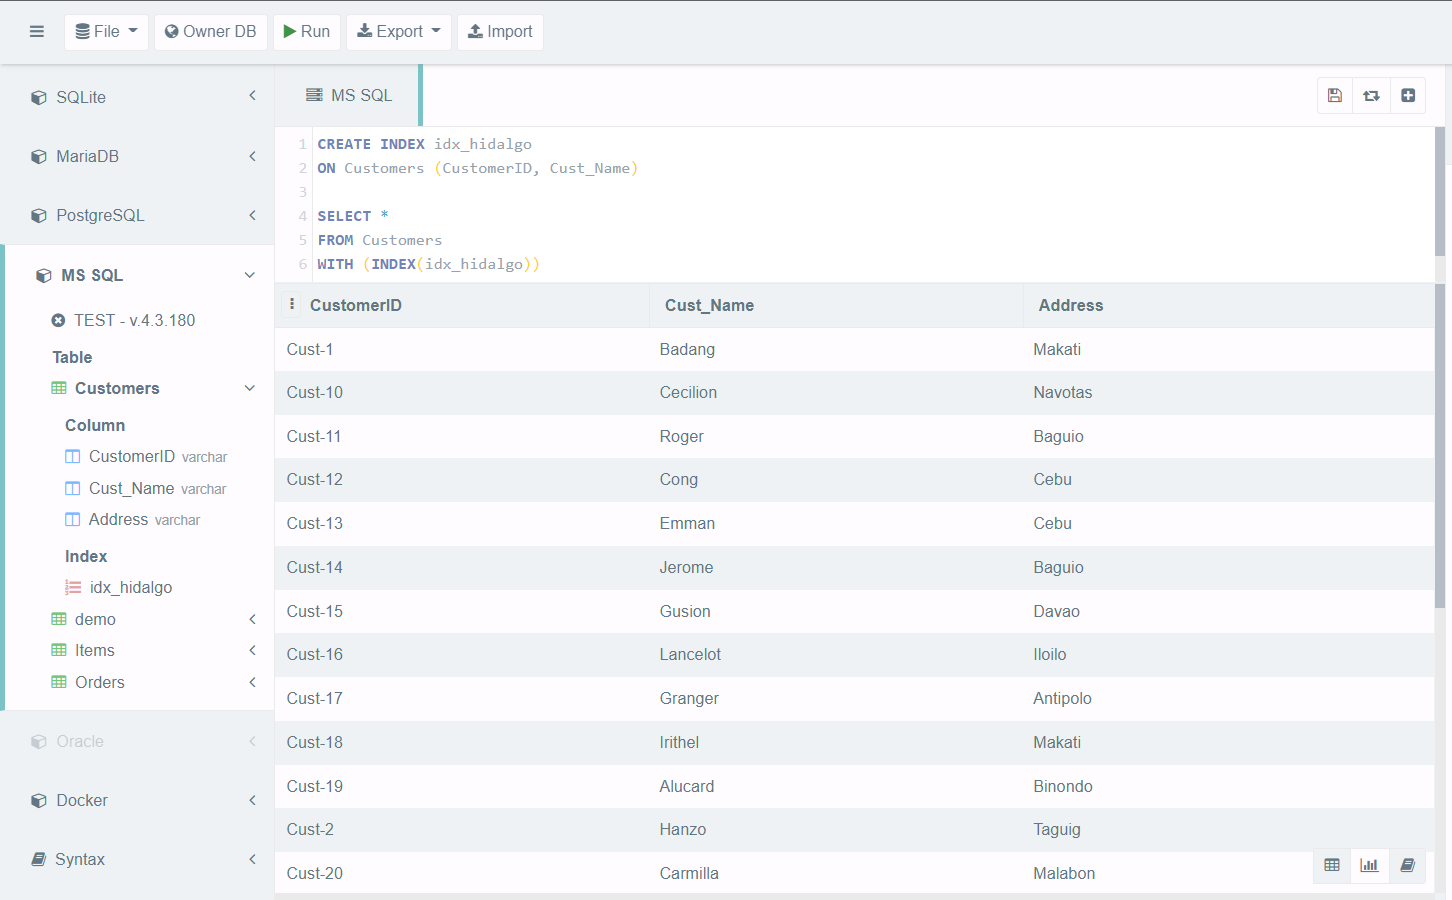 File Owner DB Run Export Import
SQLite
MariaDB
PostgreSQL
MS SQL
TEST - v.4.3.180
Table
Customers
Column
CustomerID varchar
Cust_Name varchar
Address varchar
Index
idx_hidalgo
demo
Items
Orders
Oracle
Docker
Syntax
MS SQL
1 CREATE INDEX idx_hidalgo
2 ON Customers (CustomerID, Cust_Name)
3
4 SELECT *
5 FROM Customers
6 WITH (INDEX(idx_hidalgo))
CustomerID Cust_Name Address
Cust-1 Badang Makati
Cust-10 Cecilion Navotas
Cust-11 Roger Baguio
Cust-12 Cong Cebu
Cust-13 Emman Cebu
Cust-14 Jerome Baguio
Cust-15 Gusion Davao
Cust-16 Lancelot Iloilo
Cust-17 Granger Antipolo
Cust-18 Irithel Makati
Cust-19 Alucard Binondo
Cust-2 Hanzo Taguig
Cust-20 Carmilla Malabon